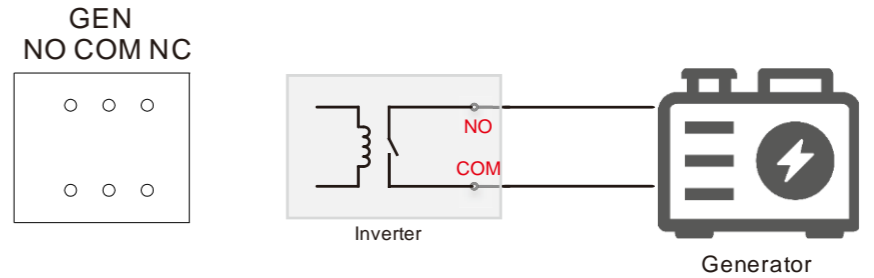 GEN
NO COM NC
NO
COM
Inverter
Generator